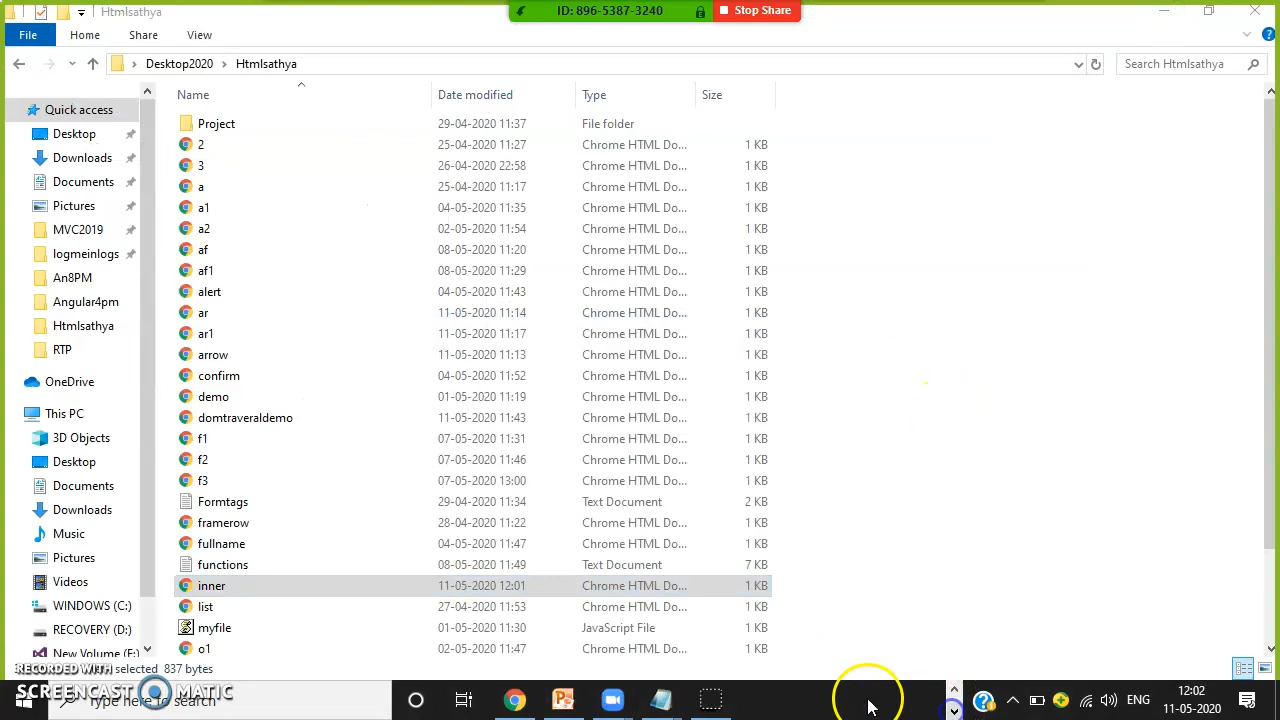 Htmlsathya
ID: 896-5387-3240
Stop Share
File Home Share View
Desktop2020 Htmlsathya
Search Htmlsathya
Name Date modified Type Size
Quick access
Desktop
Downloads
Documents
Pictures
MVC2019
logmeinlogs
An8PM
Angular4pm
Htmlsathya
RTP
OneDrive
This PC
3D Objects
Desktop
Documents
Downloads
Music
Pictures
Videos
WINDOWS (C:)
RECOVERY (D:)
New Volume (E:)
Project 29-04-2020 11:37 File folder
2 25-04-2020 11:27 Chrome HTML Do... 1 KB
3 26-04-2020 22:58 Chrome HTML Do... 1 KB
a 25-04-2020 11:17 Chrome HTML Do... 1 KB
a1 04-05-2020 11:35 Chrome HTML Do... 1 KB
a2 02-05-2020 11:54 Chrome HTML Do... 1 KB
af 08-05-2020 11:20 Chrome HTML Do... 1 KB
af1 08-05-2020 11:29 Chrome HTML Do... 1 KB
alert 04-05-2020 11:43 Chrome HTML Do... 1 KB
ar 11-05-2020 11:14 Chrome HTML Do... 1 KB
ar1 11-05-2020 11:17 Chrome HTML Do... 1 KB
arrow 11-05-2020 11:13 Chrome HTML Do... 1 KB
confirm 04-05-2020 11:52 Chrome HTML Do... 1 KB
demo 01-05-2020 11:19 Chrome HTML Do... 1 KB
domtraveraldemo 11-05-2020 11:43 Chrome HTML Do... 1 KB
f1 07-05-2020 11:31 Chrome HTML Do... 1 KB
f2 07-05-2020 11:46 Chrome HTML Do... 1 KB
f3 07-05-2020 13:00 Chrome HTML Do... 1 KB
Formtags 29-04-2020 11:34 Text Document 2 KB
framerow 28-04-2020 11:22 Chrome HTML Do... 1 KB
fullname 04-05-2020 11:47 Chrome HTML Do... 1 KB
functions 08-05-2020 11:49 Text Document 7 KB
inner 11-05-2020 12:01 Chrome HTML Do... 1 KB
list 27-04-2020 11:53 Chrome HTML Do... 1 KB
myfile 01-05-2020 11:30 JavaScript File 1 KB
o1 02-05-2020 11:47 Chrome HTML Do... 1 KB
selected 837 bytes
RECORDED WITH
SCREENCAST MATIC
type here to search
ENG
12:02
11-05-2020